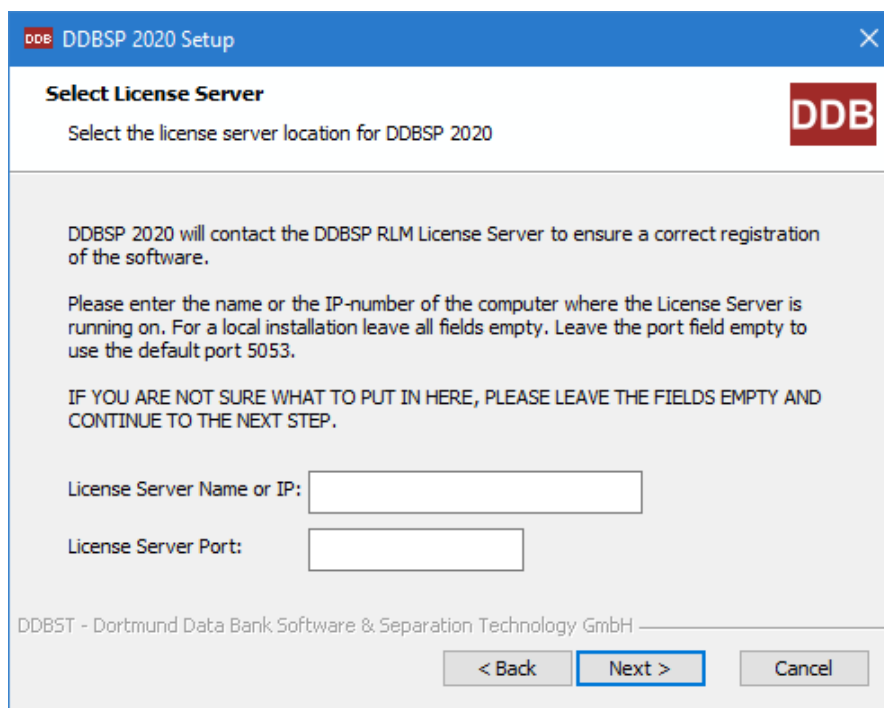 DDB DDBSP 2020 Setup
Select License Server
Select the license server location for DDBSP 2020
DDB
DDBSP 2020 will contact the DDBSP RLM License Server to ensure a correct registration
of the software.
Please enter the name or the IP-number of the computer where the License Server is
running on. For a local installation leave all fields empty. Leave the port field empty to
use the default port 5053.
IF YOU ARE NOT SURE WHAT TO PUT IN HERE, PLEASE LEAVE THE FIELDS EMPTY AND
CONTINUE TO THE NEXT STEP.
License Server Name or IP:
License Server Port:
DDBST - Dortmund Data Bank Software & Separation Technology GmbH
< Back Next > Cancel